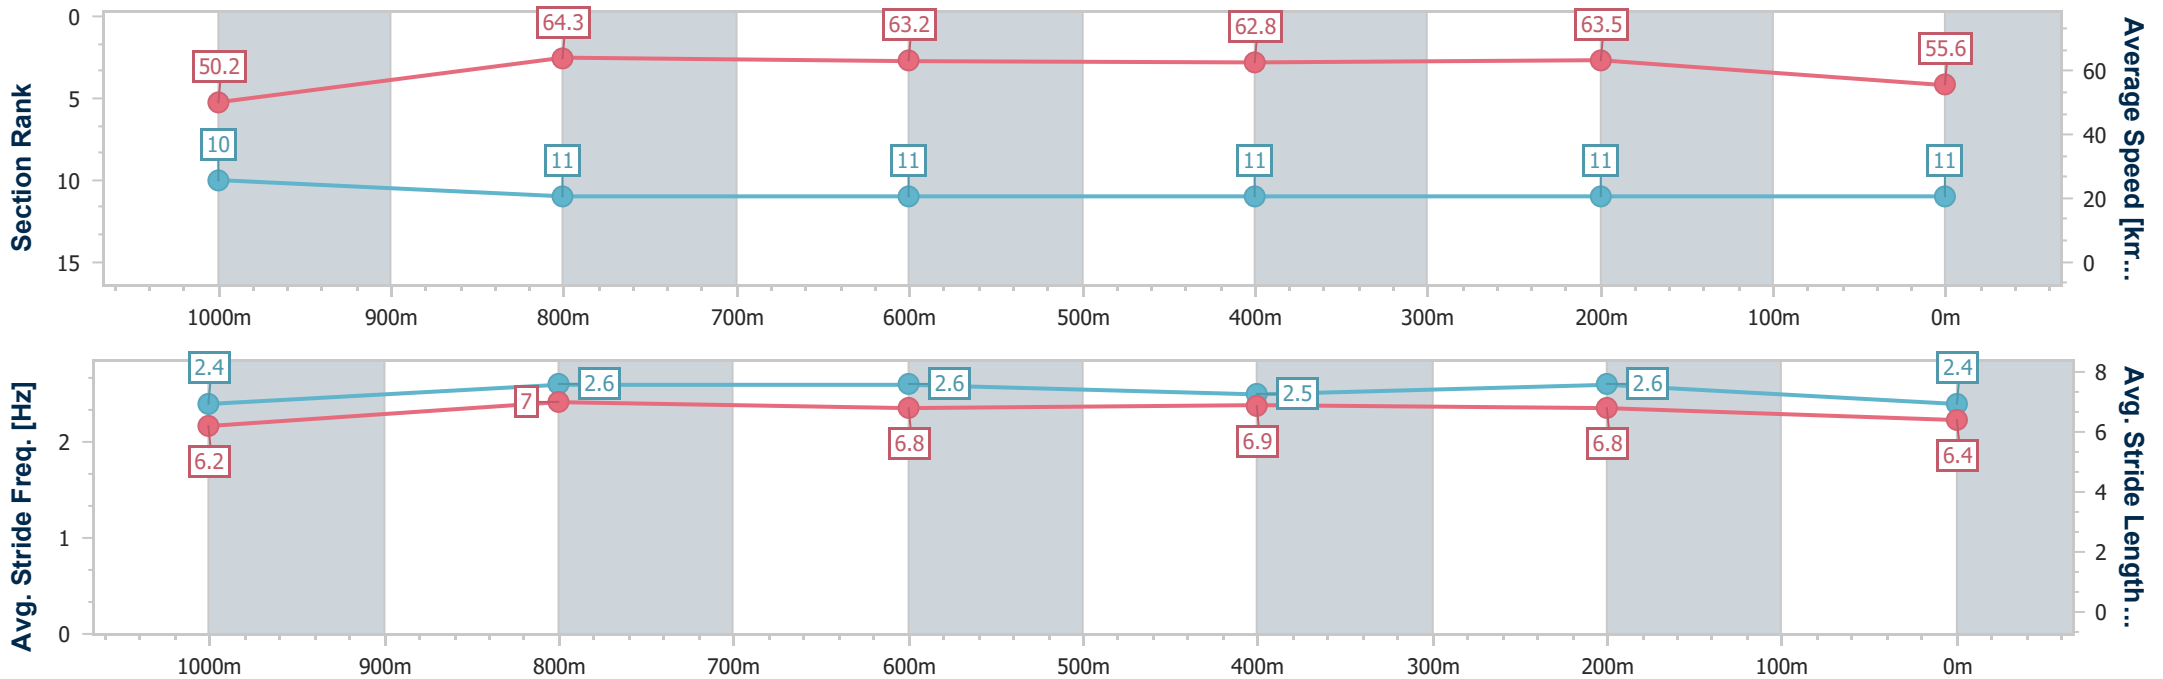 Section Rank
0
5
10
15
50.2
64.3
63.2
62.8
63.5
55.6
10
11
11
11
11
11
60
40
20
0
Average Speed [km...
1000m
900m
800m
700m
600m
500m
400m
300m
200m
100m
0m
Avg. Stride Freq. [Hz]
2
1
0
2.4
2.6
2.6
2.5
2.6
2.4
6.2
7
6.8
6.9
6.8
6.4
8
6
4
2
0
Avg. Stride Length...
1000m
900m
800m
700m
600m
500m
400m
300m
200m
100m
0m